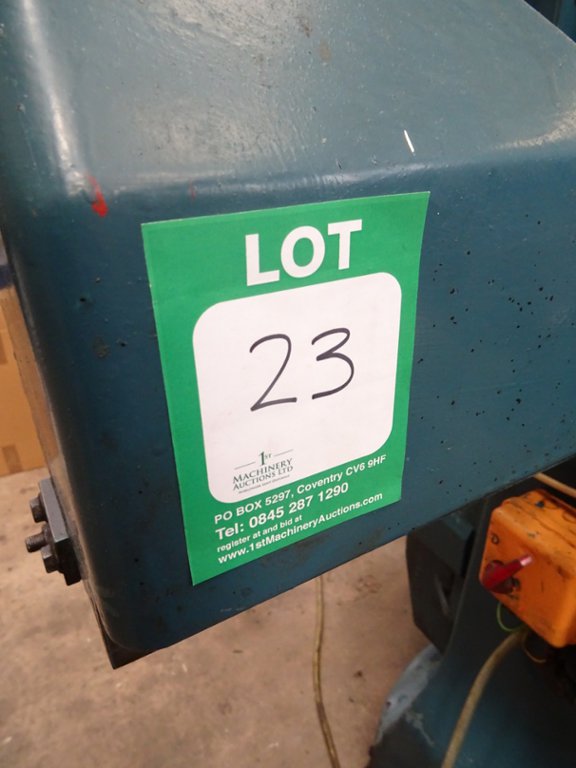 LOT
23
1ST
MACHINERY
AUCTIONS LTD
PO BOX 5297, Coventry CV6 9HF
Tel: 0845 287 1290
register at and bid at
www.1stMachineryAuctions.com